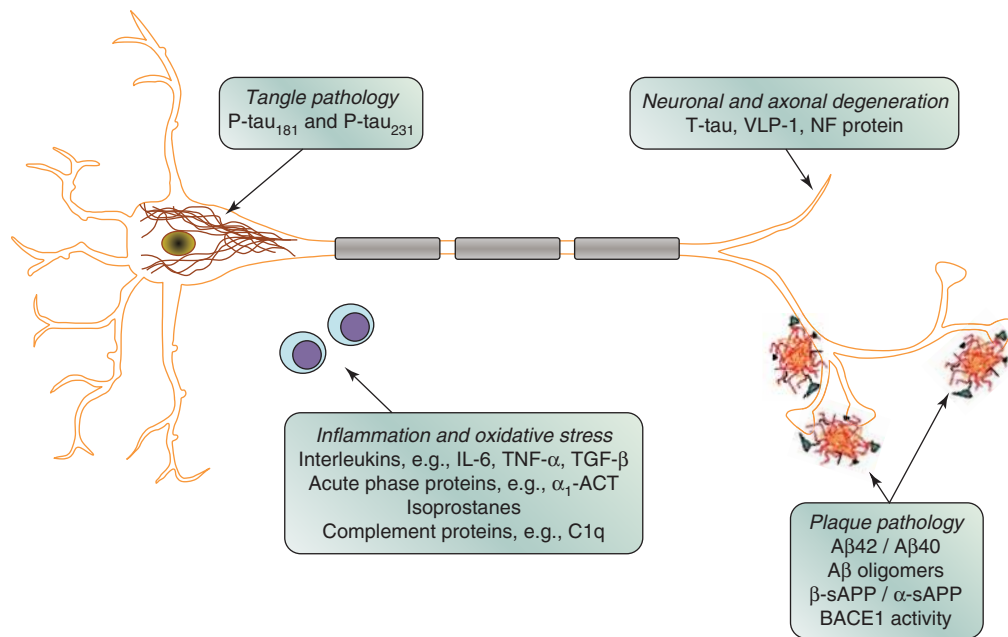 Tangle pathology
P-tau₁₈₁ and P-tau₂₃₁
Neuronal and axonal degeneration
T-tau, VLP-1, NF protein
Inflammation and oxidative stress
Interleukins, e.g., IL-6, TNF-α, TGF-β
Acute phase proteins, e.g., α₁-ACT
Isoprostanes
Complement proteins, e.g., C1q
Plaque pathology
Aβ42 / Aβ40
Aβ oligomers
β-sAPP / α-sAPP
BACE1 activity